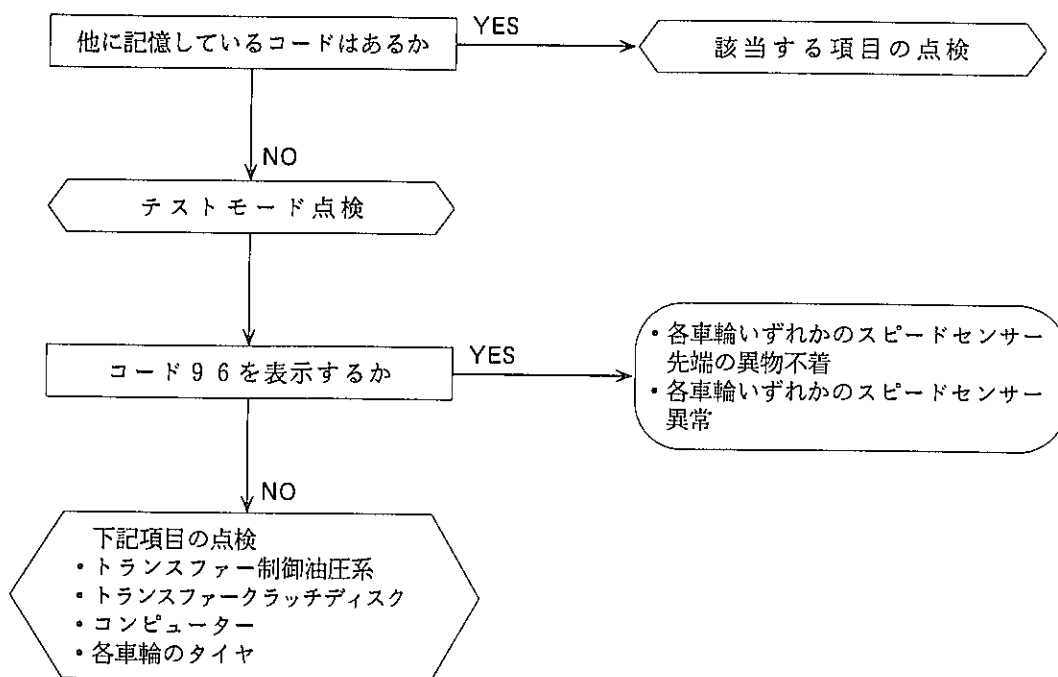 他に記憶しているコードはあるか
YES
該当する項目の点検
NO
テストモード点検
コード96を表示するか
YES
・各車輪いずれかのスピードセンサー
先端の異物不着
・各車輪いずれかのスピードセンサー
異常
NO
下記項目の点検
・トランスファー制御油圧系
・トランスファークラッチディスク
・コンピューター
・各車輪のタイヤ